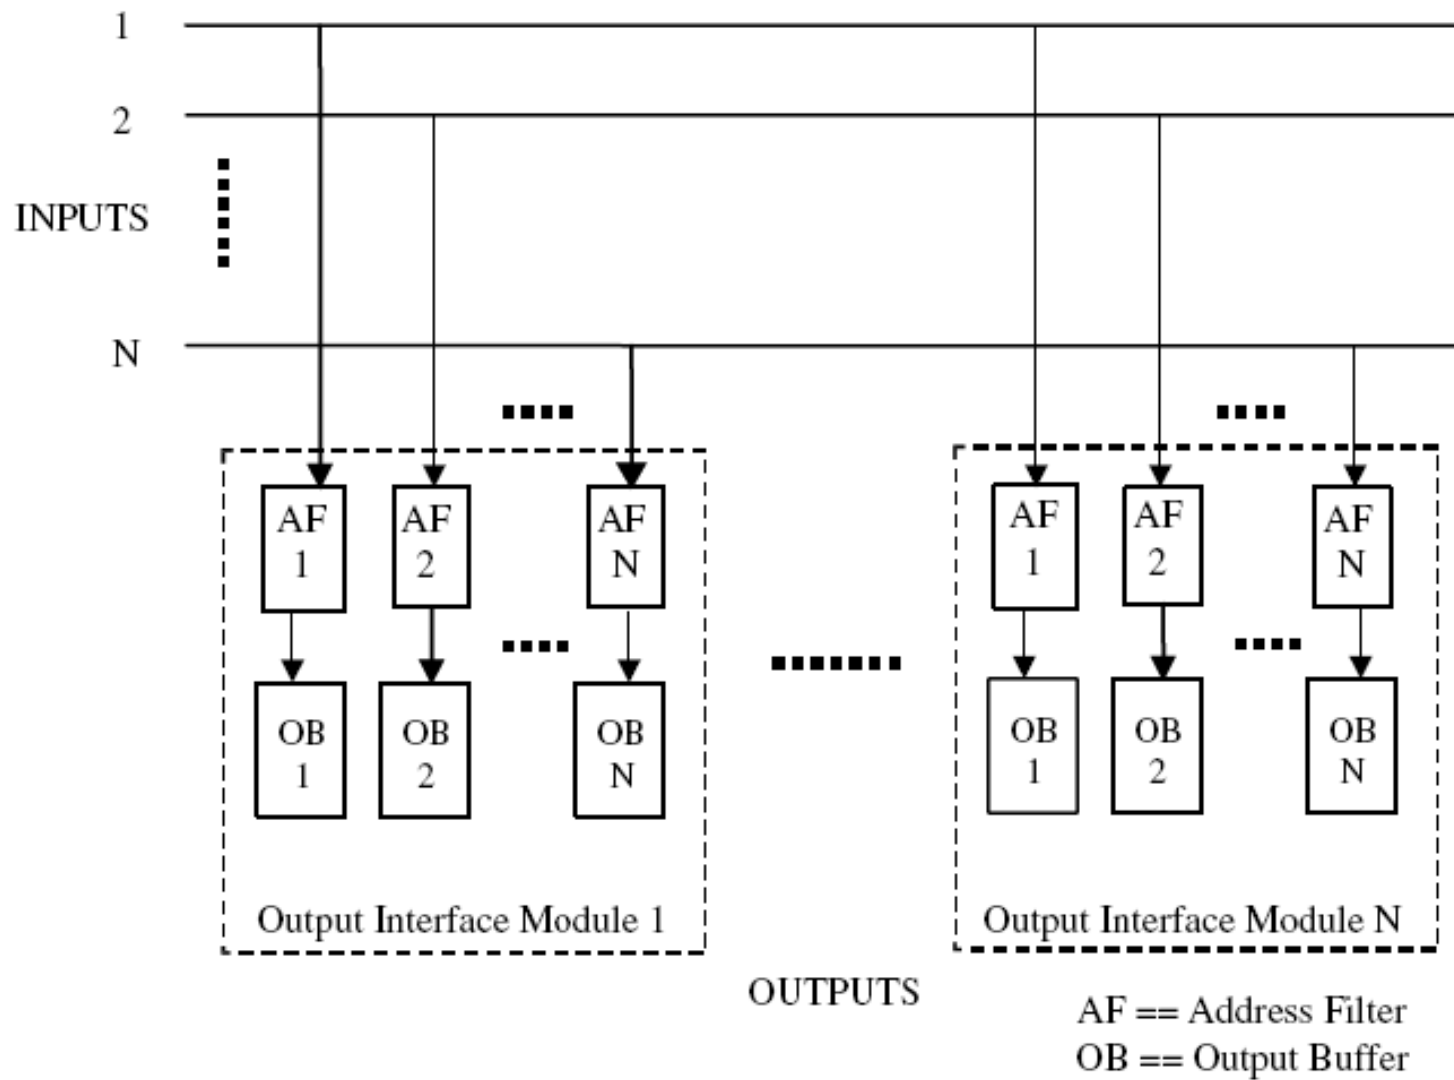 1
2
INPUTS
N
AF 1
AF 2
AF N
AF 1
AF 2
AF N
OB 1
OB 2
OB N
OB 1
OB 2
OB N
Output Interface Module 1
Output Interface Module N
OUTPUTS
AF == Address Filter
OB == Output Buffer